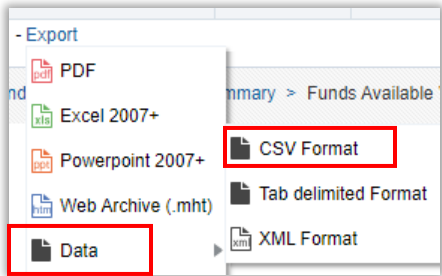 - Export
PDF
pdf
nd
mmary > Funds Available
Excel 2007+
xls
CSV Format
Powerpoint 2007+
ppt
Tab delimited Format
Web Archive (.mht)
htm
XML Format
xml
Data